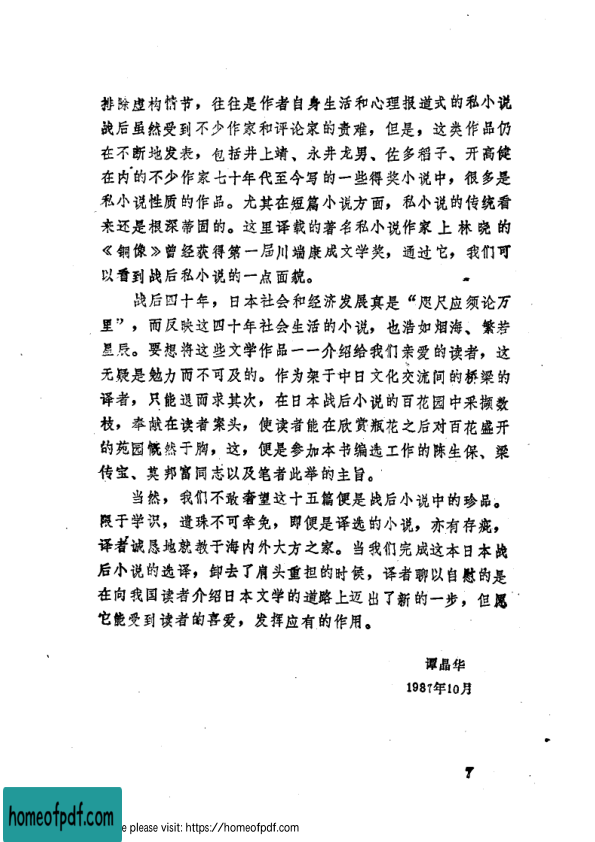 排除虚构情节，往往是作者自身生活和心理报道式的私小说
战后虽然受到不少作家和评论家的责难，但是，这类作品仍
在不断地发表，包括井上靖、永井龙男、佐多稻子、开高健
在内的不少作家七十年代至今写的一些得奖小说中，很多是
私小说性质的作品。尤其在短篇小说方面，私小说的传统看
来还是根深蒂固的。这里译载的著名私小说作家上林晓的
《铜像》曾经获得第一届川端康成文学奖，通过它，我们可
以看到战后私小说的一点面貌。
战后四十年，日本社会和经济发展真是“咫尺应须论万
里”，而反映这四十年社会生活的小说，也浩如烟海、繁若
星辰。要想将这些文学作品一一介绍给我们亲爱的读者，这
无疑是勉力而不可及的。作为架于中日文化交流间的桥梁的
译者，只能退而求其次，在日本战后小说的百花园中采撷数
枝，奉献在读者案头，使读者能在欣赏瓶花之后对百花盛开
的苑园慨然于胸，这，便是参加本书编选工作的陈生保、梁
传宝、莫邦富同志以及笔者此举的主旨。
当然，我们不敢奢望这十五篇便是战后小说中的珍品。
限于学识，遗珠不可幸免，即便是译选的小说，亦有存疵，
译者诚恳地就教于海内外大方之家。当我们完成这本日本战
后小说的选译，卸去了肩头重担的时候，译者聊以自慰的是
在向我国读者介绍日本文学的道路上迈出了新的一步，但愿
它能受到读者的喜爱，发挥应有的作用。
谭晶华
1987年10月
7
homeofpdf.com
e please visit: https://homeofpdf.com